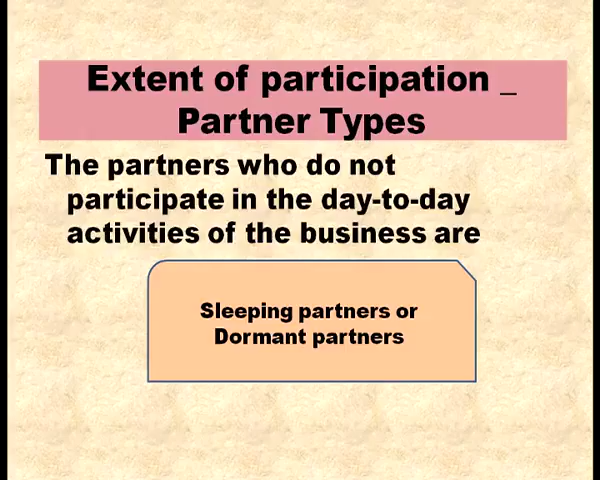 Extent of participation _
Partner Types
The partners who do not
participate in the day-to-day
activities of the business are
Sleeping partners or
Dormant partners